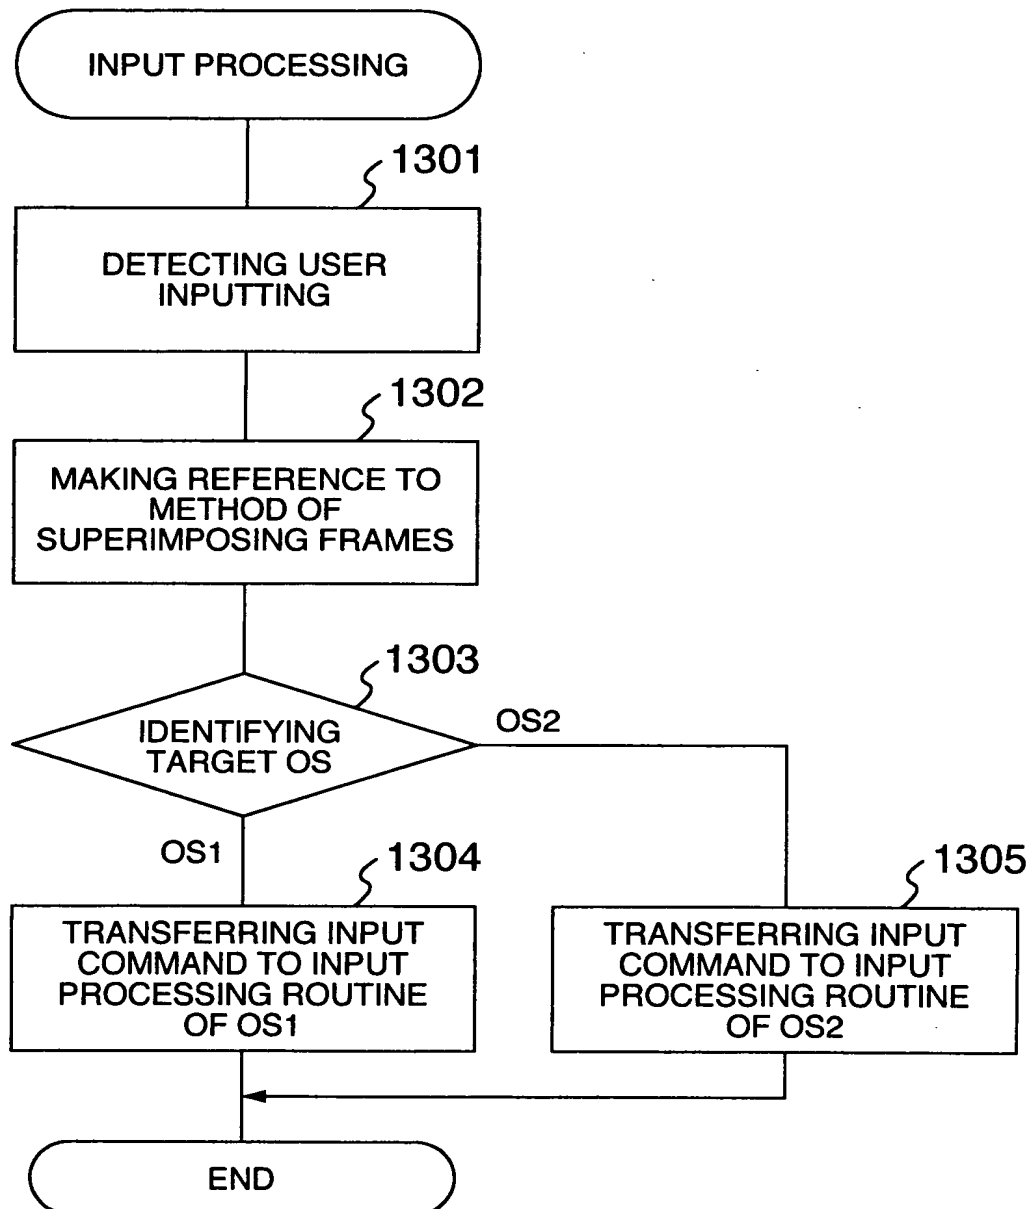 INPUT PROCESSING
1301
DETECTING USER
INPUTTING
1302
MAKING REFERENCE TO
METHOD OF
SUPERIMPOSING FRAMES
1303
IDENTIFYING
TARGET OS
OS2
OS1
1304
TRANSFERRING INPUT
COMMAND TO INPUT
PROCESSING ROUTINE
OF OS1
1305
TRANSFERRING INPUT
COMMAND TO INPUT
PROCESSING ROUTINE
OF OS2
END